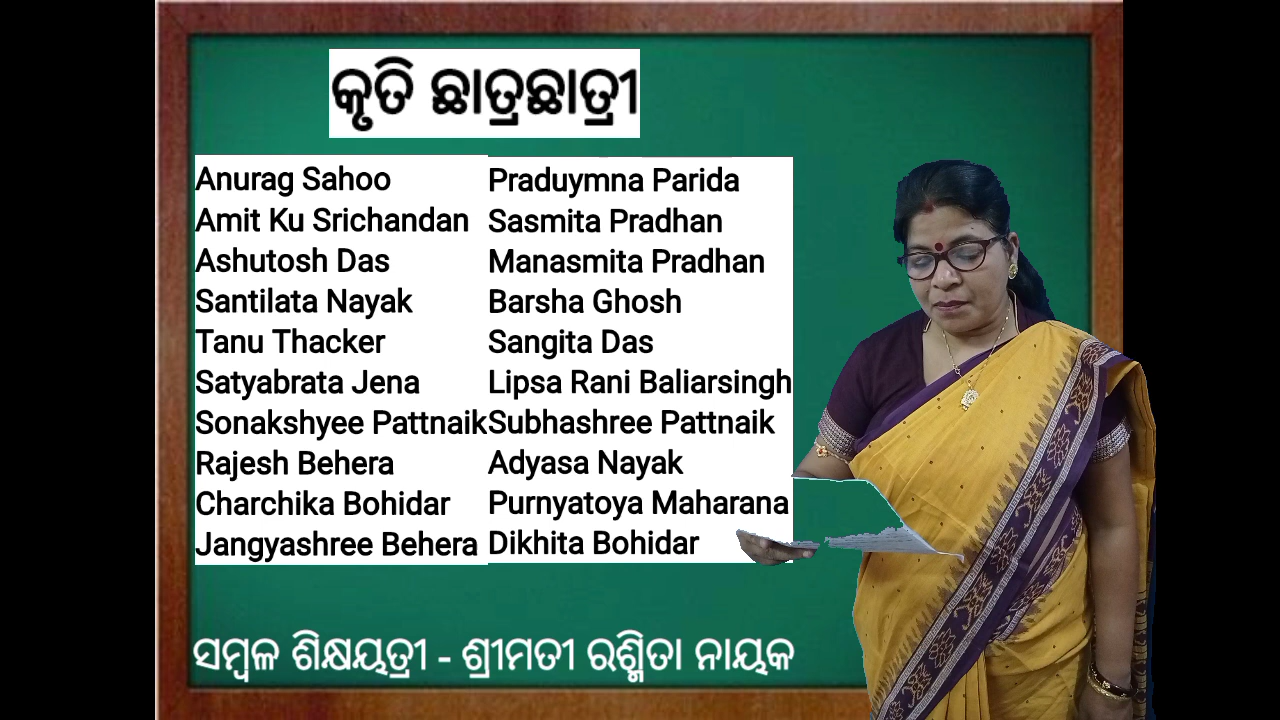 କୃତି ଛାତ୍ରଛାତ୍ରୀ
Anurag Sahoo
Amit Ku Srichandan
Ashutosh Das
Santilata Nayak
Tanu Thacker
Satyabrata Jena
Sonakshyee Pattnaik
Rajesh Behera
Charchika Bohidar
Jangyashree Behera
Praduymna Parida
Sasmita Pradhan
Manasmita Pradhan
Barsha Ghosh
Sangita Das
Lipsa Rani Baliarsingh
Subhashree Pattnaik
Adyasa Nayak
Purnyatoya Maharana
Dikhita Bohidar
ସମ୍ବଳ ଶିକ୍ଷୟତ୍ରୀ - ଶ୍ରୀମତୀ ରଶ୍ମିତା ନାୟକ